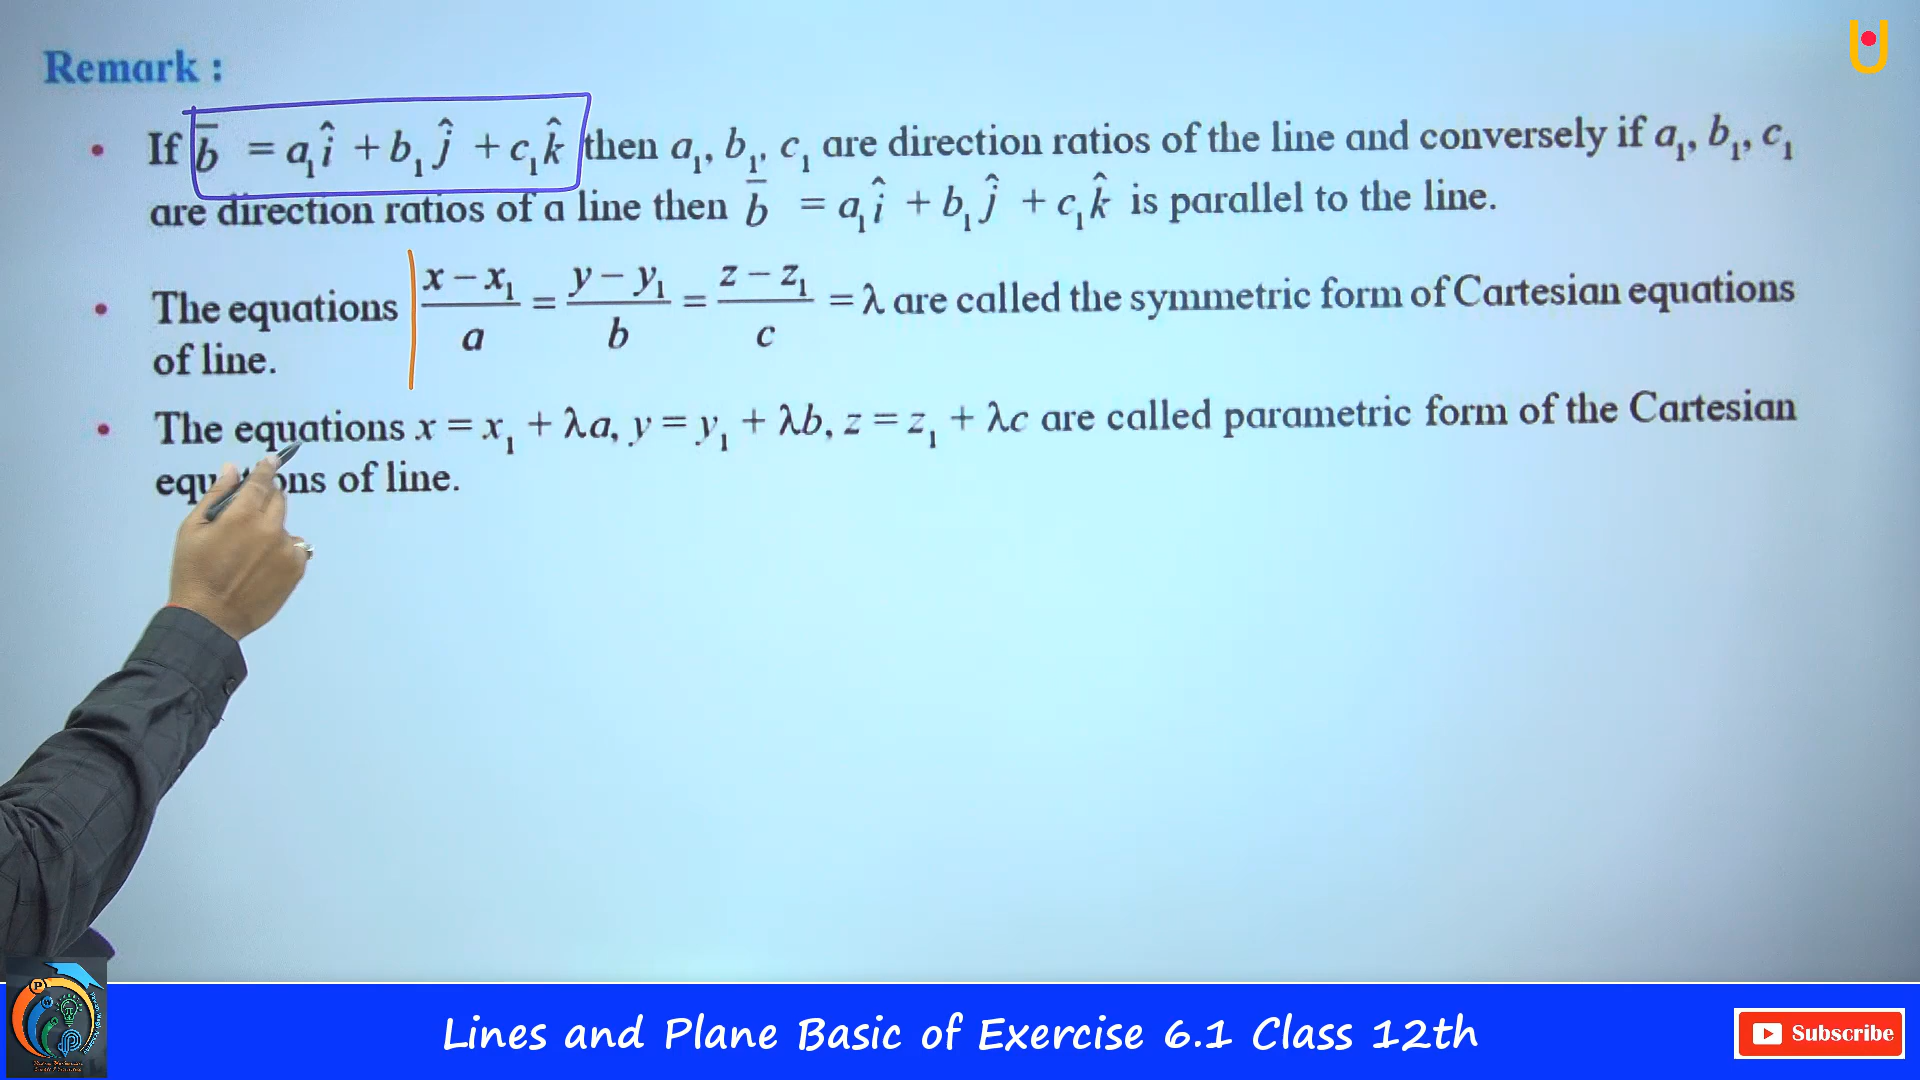 Remark :
• If b̄ = a₁î + b₁ĵ + c₁k̂ then a₁, b₁, c₁ are direction ratios of the line and conversely if a₁, b₁, c₁
are direction ratios of a line then b̄ = a₁î + b₁ĵ + c₁k̂ is parallel to the line.
• The equations (x − x₁)/a = (y − y₁)/b = (z − z₁)/c = λ are called the symmetric form of Cartesian equations
of line.
• The equations x = x₁ + λa, y = y₁ + λb, z = z₁ + λc are called parametric form of the Cartesian
of line.
Lines and Plane Basic of Exercise 6.1 Class 12th
Subscribe